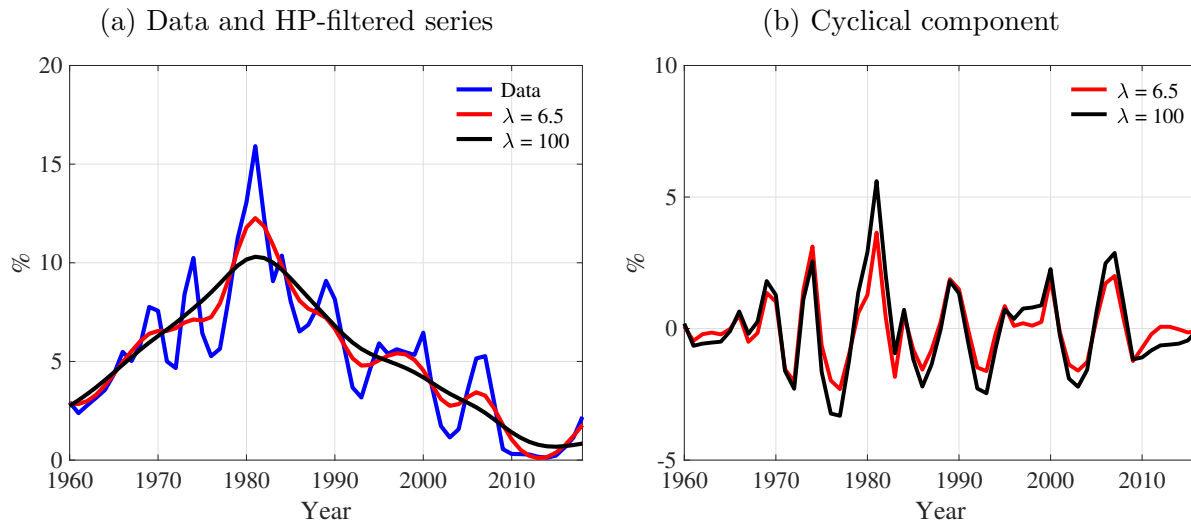 (a) Data and HP-filtered series
20
15
10
5
0
%
1960 1970 1980 1990 2000 2010
Year
Data
λ = 6.5
λ = 100
(b) Cyclical component
10
5
0
-5
%
1960 1970 1980 1990 2000 2010
Year
λ = 6.5
λ = 100